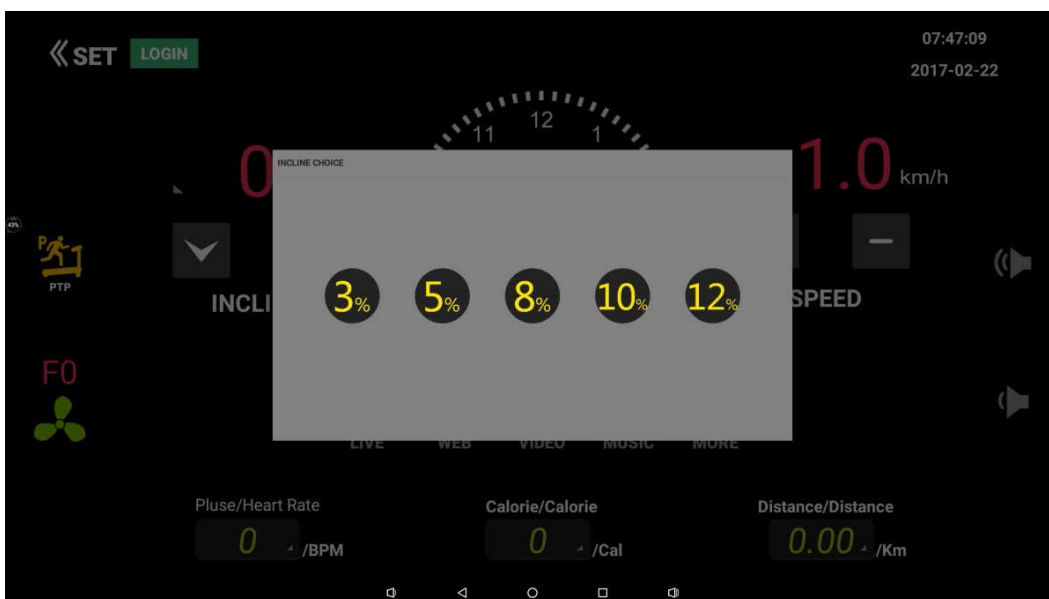 SET LOGIN
07:47:09
2017-02-22
11 12 1
0
1.0 km/h
INCLINE CHOICE
43%
P
PTP
3% 5% 8% 10% 12%
INCLI
SPEED
F0
LIVE WEB VIDEO MUSIC MORE
Pluse/Heart Rate Calorie/Calorie Distance/Distance
0 /BPM 0 /Cal 0.00 /Km